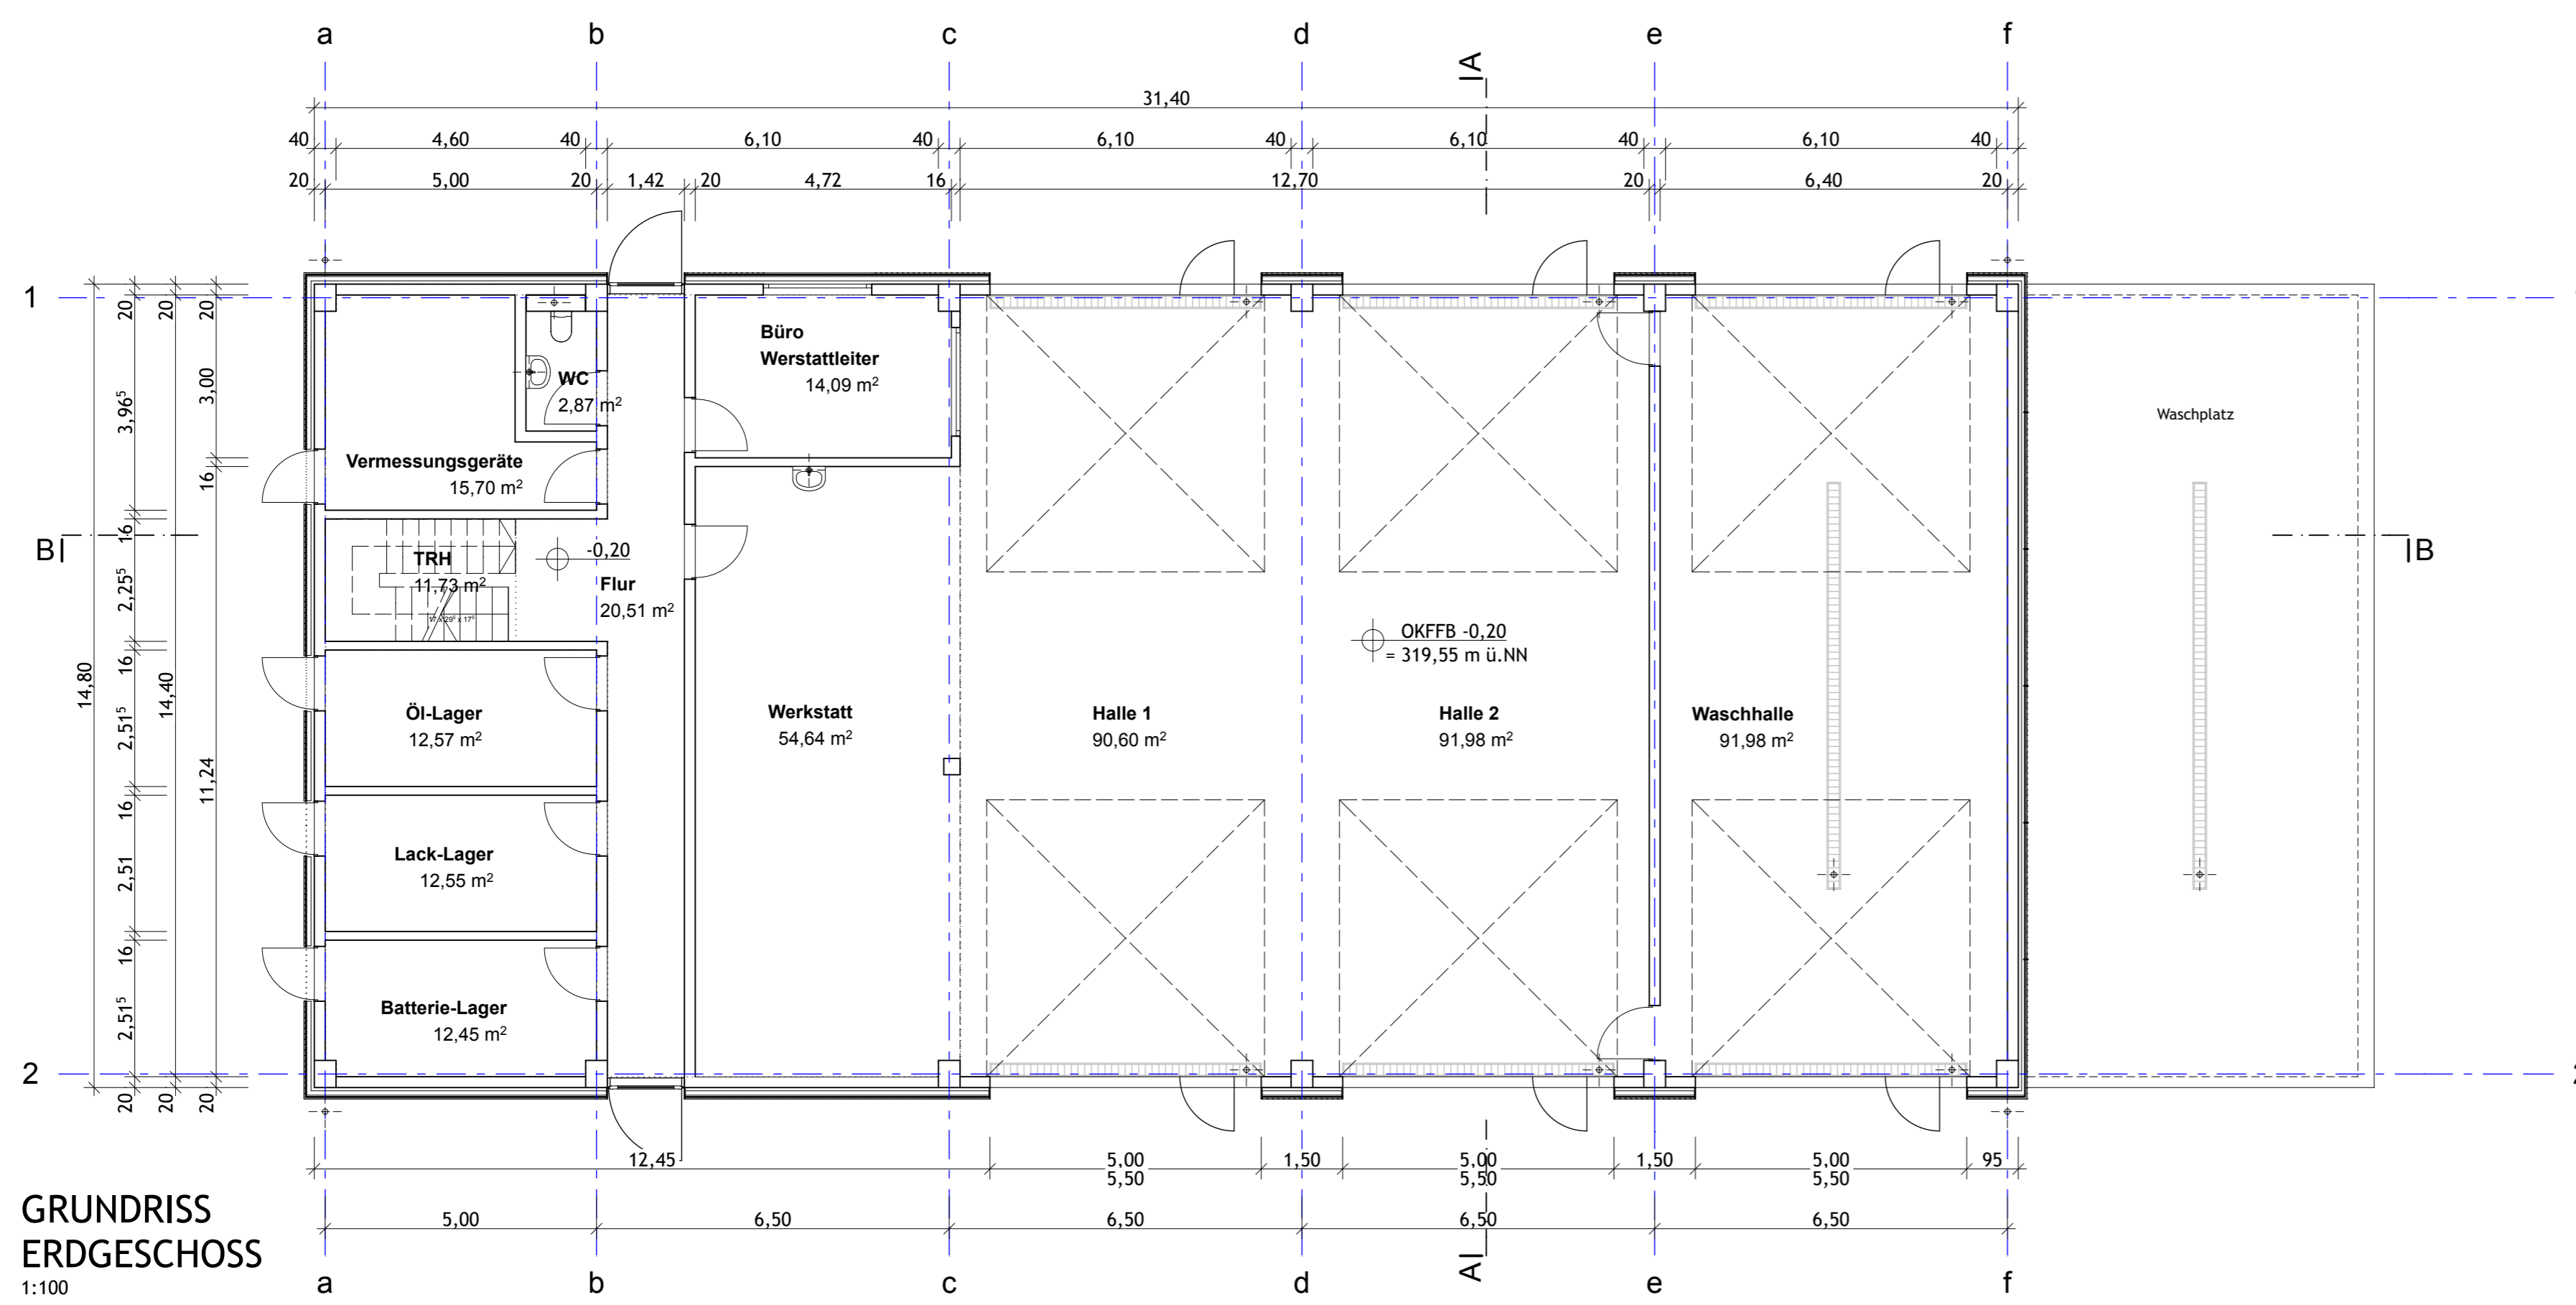 a b c d e f
A
31,40
40 4,60 40 6,10 40 6,10 40 6,10 40 6,10 40
20 5,00 20 1,42 20 4,72 16 12,70 20 6,40 20
1
20 20 20
Büro
Werstattleiter
14,09 m²
WC
2,87 m²
3,00
3,96⁵
Waschplatz
Vermessungsgeräte
15,70 m²
16
16
B B
-0,20
TRH
11,73 m²
Flur
20,51 m²
2,25⁵
OKFFB -0,20
= 319,55 m ü.NN
16
14,80
14,40
2,51⁵
Öl-Lager
12,57 m²
Werkstatt
54,64 m²
Halle 1
90,60 m²
Halle 2
91,98 m²
Waschhalle
91,98 m²
11,24
16
2,51
Lack-Lager
12,55 m²
16
2,51⁵
Batterie-Lager
12,45 m²
2
20 20 20
12,45 5,00 1,50 5,00 1,50 5,00 95
5,50 5,50 5,50
GRUNDRISS
ERDGESCHOSS
1:100
5,00 6,50 6,50 6,50 6,50
A
a b c d e f